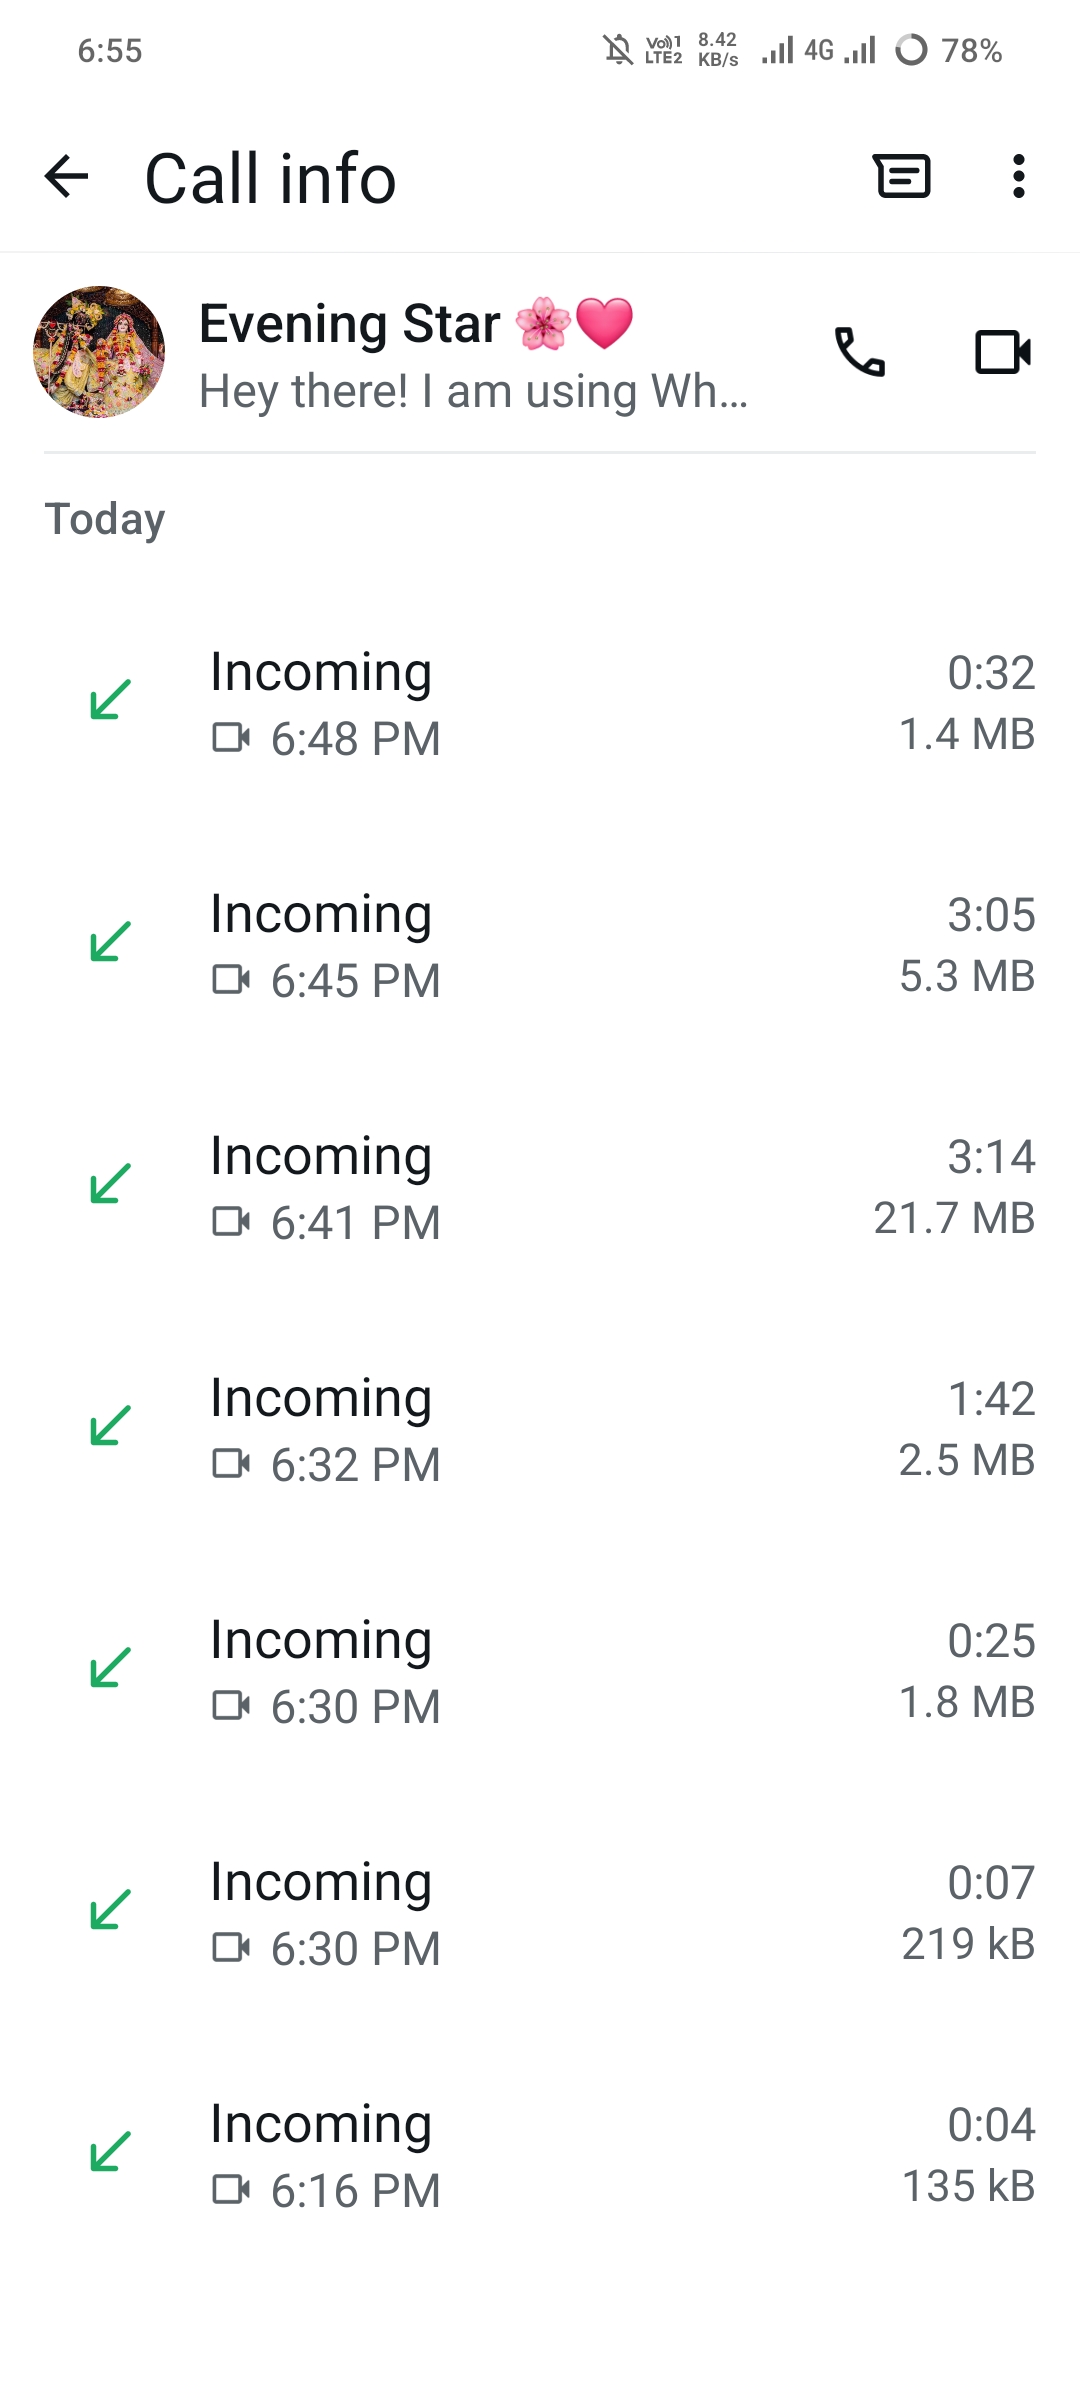 6:55
Vo) 1 LTE2 8.42 KB/s 4G 78%
Call info
Evening Star 🌸🩷
Hey there! I am using Wh...
Today
Incoming 0:32
6:48 PM 1.4 MB
Incoming 3:05
6:45 PM 5.3 MB
Incoming 3:14
6:41 PM 21.7 MB
Incoming 1:42
6:32 PM 2.5 MB
Incoming 0:25
6:30 PM 1.8 MB
Incoming 0:07
6:30 PM 219 kB
Incoming 0:04
6:16 PM 135 kB